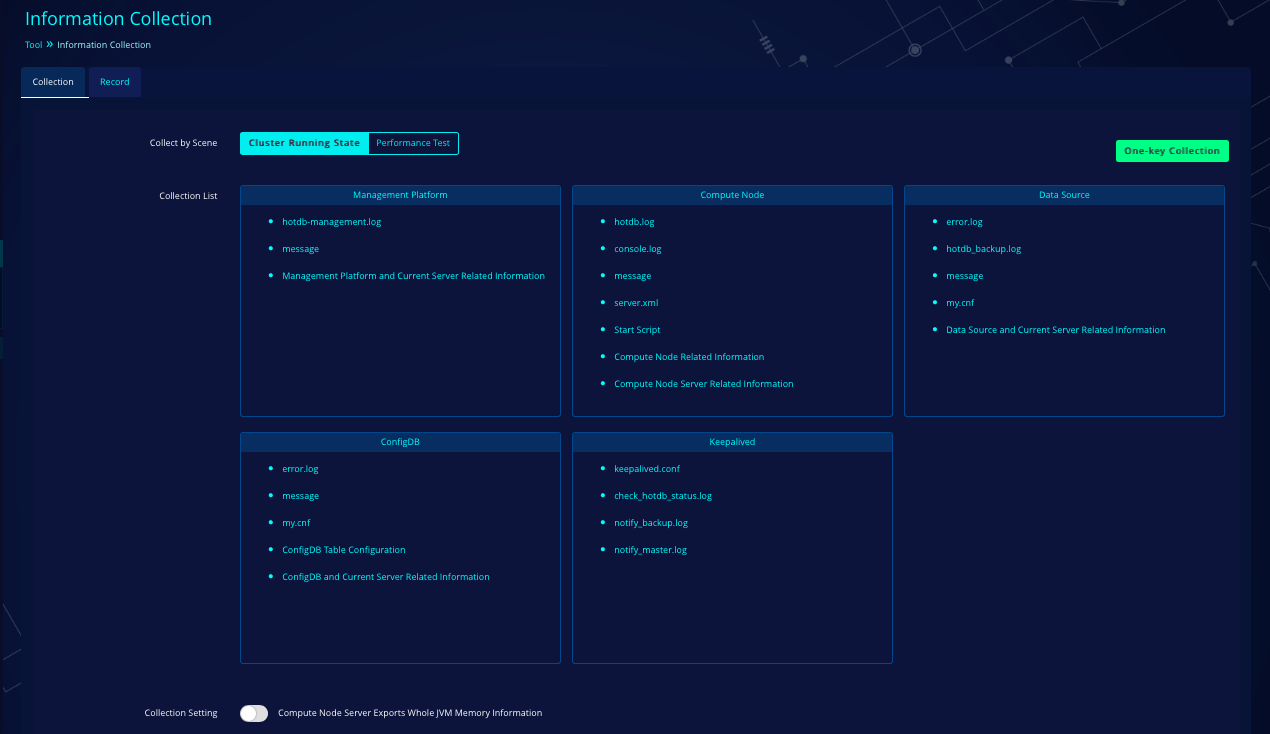 Information Collection
Tool » Information Collection
Collection Record
Collect by Scene Cluster Running State Performance Test
One-key Collection
Collection List
Management Platform
hotdb-management.log
message
Management Platform and Current Server Related Information
Compute Node
hotdb.log
console.log
message
server.xml
Start Script
Compute Node Related Information
Compute Node Server Related Information
Data Source
error.log
hotdb_backup.log
message
my.cnf
Data Source and Current Server Related Information
ConfigDB
error.log
message
my.cnf
ConfigDB Table Configuration
ConfigDB and Current Server Related Information
Keepalived
keepalived.conf
check_hotdb_status.log
notify_backup.log
notify_master.log
Collection Setting Compute Node Server Exports Whole JVM Memory Information